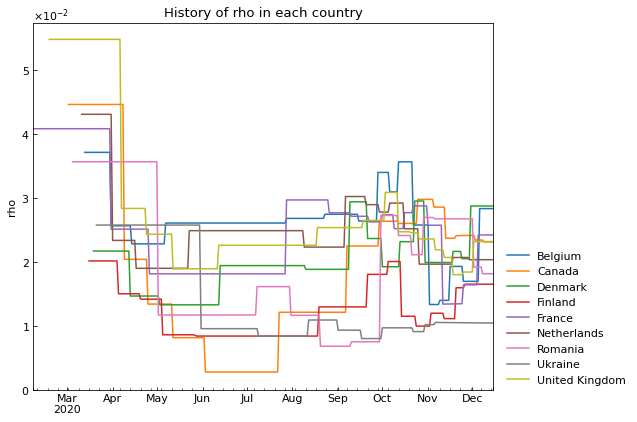 History of rho in each country
×10⁻²
5
4
3
2
1
0
rho
Mar Apr May Jun Jul Aug Sep Oct Nov Dec
2020
Belgium
Canada
Denmark
Finland
France
Netherlands
Romania
Ukraine
United Kingdom